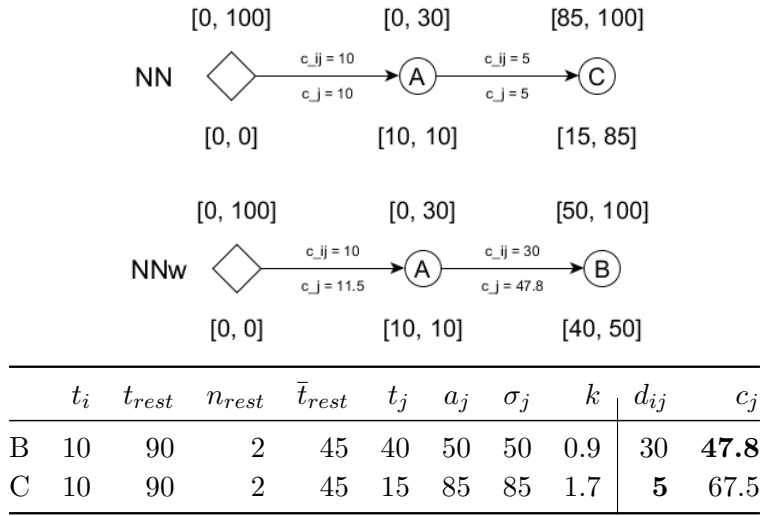 [0, 100] [0, 30] [85, 100]
c_ij = 10 c_ij = 5
NN A C
c_j = 10 c_j = 5
[0, 0] [10, 10] [15, 85]
[0, 100] [0, 30] [50, 100]
c_ij = 10 c_ij = 30
NNw A B
c_j = 11.5 c_j = 47.8
[0, 0] [10, 10] [40, 50]
t_i t_rest n_rest t̄_rest t_j a_j σ_j k d_ij c_j
B 10 90 2 45 40 50 50 0.9 30 47.8
C 10 90 2 45 15 85 85 1.7 5 67.5